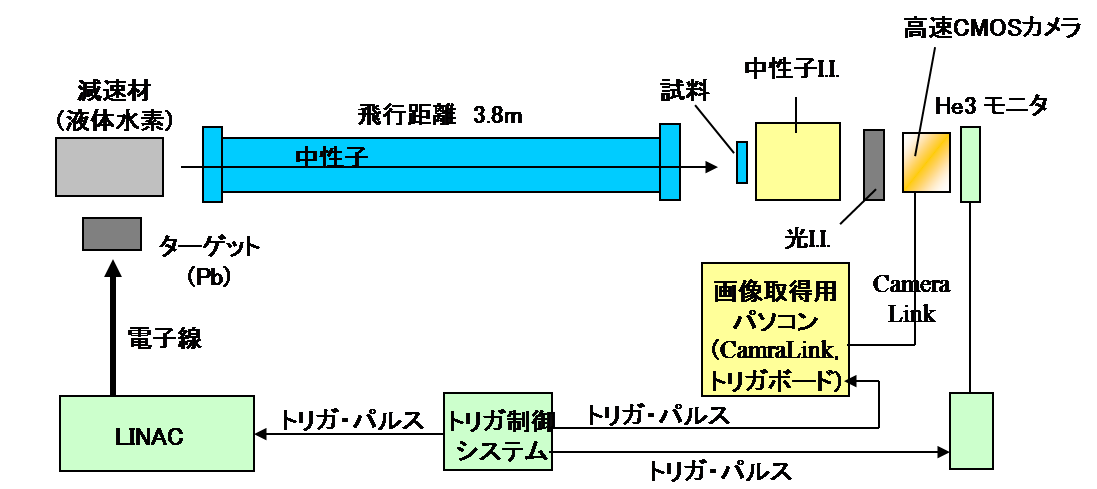 高速CMOSカメラ
中性子I.I.
減速材
(液体水素)
試料
飛行距離 3.8m
He3 モニタ
中性子
ターゲット
(Pb)
光I.I.
画像取得用
パソコン
(CamraLink,
トリガボード)
Camera
Link
電子線
LINAC
トリガ・パルス
トリガ制御
システム
トリガ・パルス
トリガ・パルス